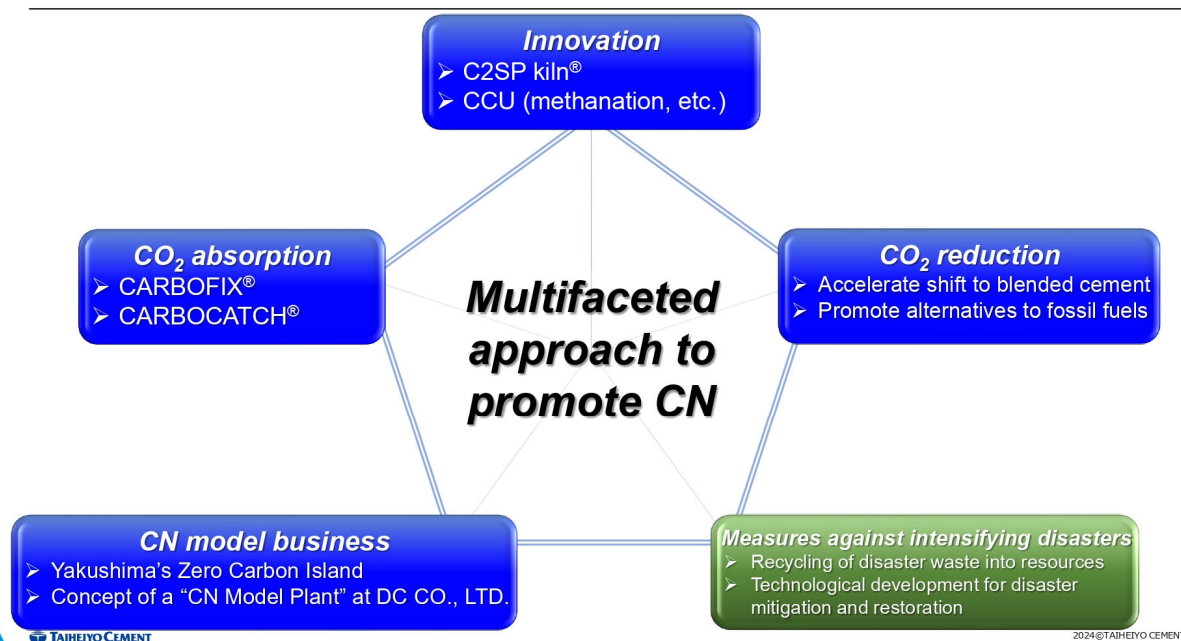 Innovation
➢ C2SP kiln®
➢ CCU (methanation, etc.)
CO₂ absorption
➢ CARBOFIX®
➢ CARBOCATCH®
CO₂ reduction
➢ Accelerate shift to blended cement
➢ Promote alternatives to fossil fuels
Multifaceted
approach to
promote CN
CN model business
➢ Yakushima's Zero Carbon Island
➢ Concept of a "CN Model Plant" at DC CO., LTD.
Measures against intensifying disasters
➢ Recycling of disaster waste into resources
➢ Technological development for disaster
mitigation and restoration
TAIHEIYO CEMENT
2024©TAIHEIYO CEMENT